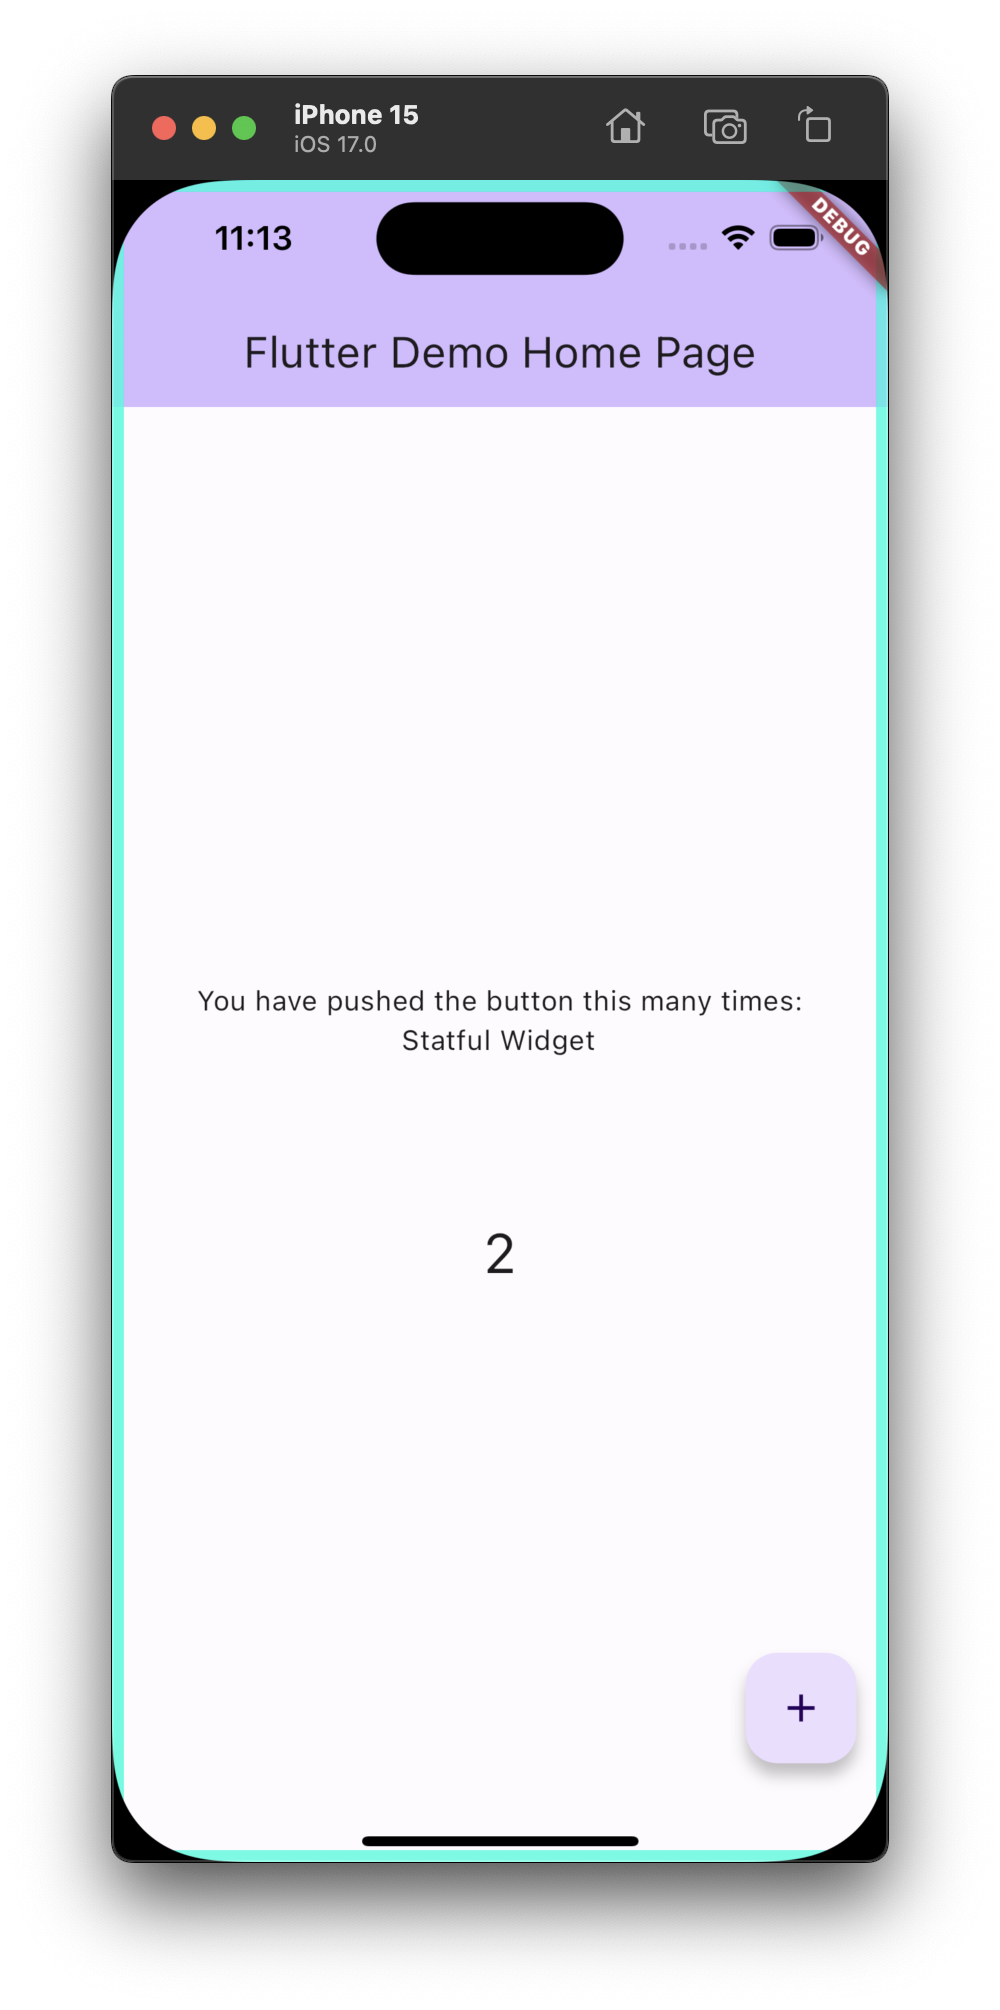 iPhone 15
iOS 17.0
11:13
DEBUG
Flutter Demo Home Page
You have pushed the button this many times:
Statful Widget
2
+